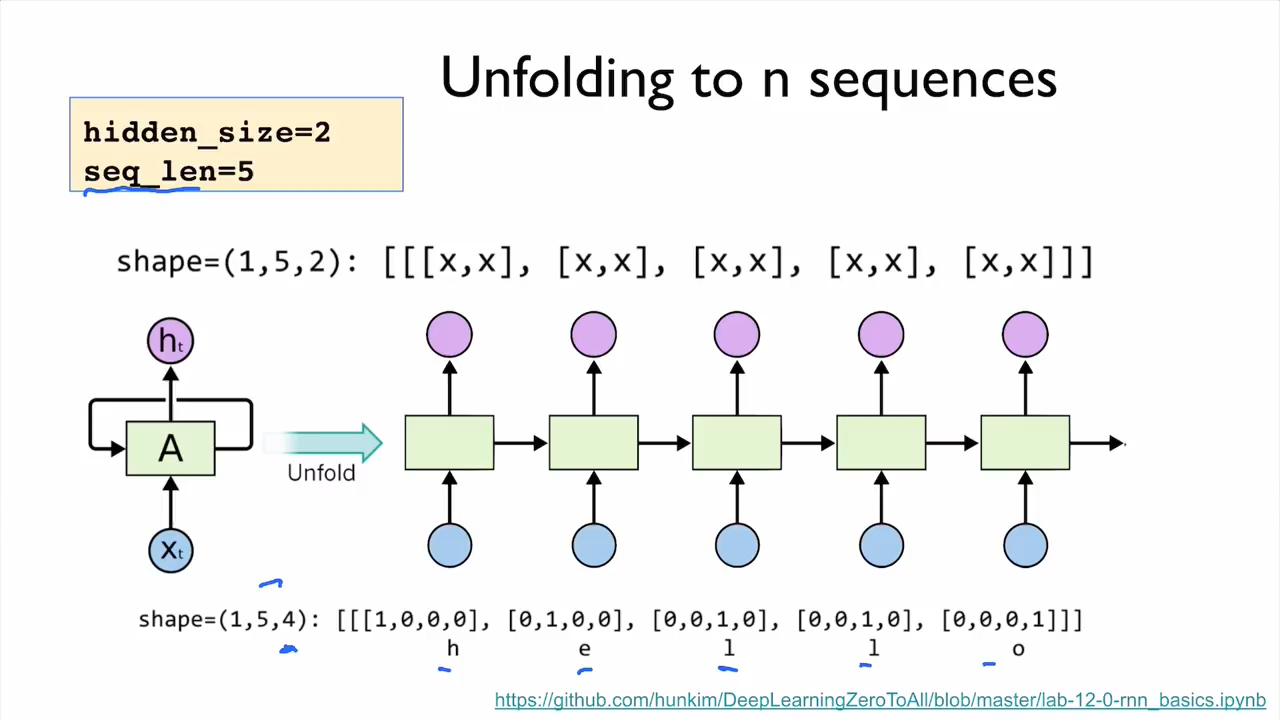 Unfolding to n sequences
hidden_size=2
seq_len=5
shape=(1,5,2): [[[x,x], [x,x], [x,x], [x,x], [x,x]]]
ht
A
Unfold
xt
shape=(1,5,4): [[[1,0,0,0], [0,1,0,0], [0,0,1,0], [0,0,1,0], [0,0,0,1]]]
h e l l o
https://github.com/hunkim/DeepLearningZeroToAll/blob/master/lab-12-0-rnn_basics.ipynb